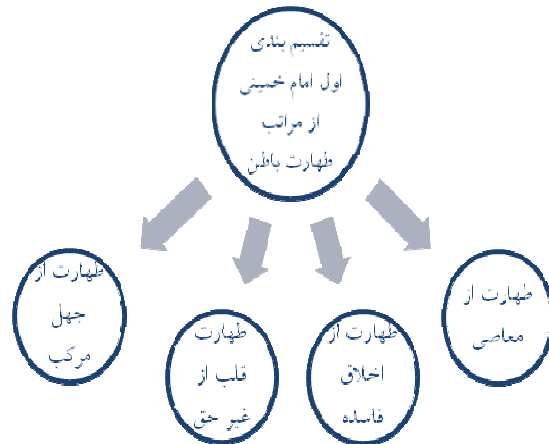 تقسیم بندی
اول امام خمینی
از مراتب
طهارت باطن
طهارت از
معاصی
طهارت از
اخلاق
فاسده
طهارت
قلب از
غیر حق
طهارت از
جهل
مرکب